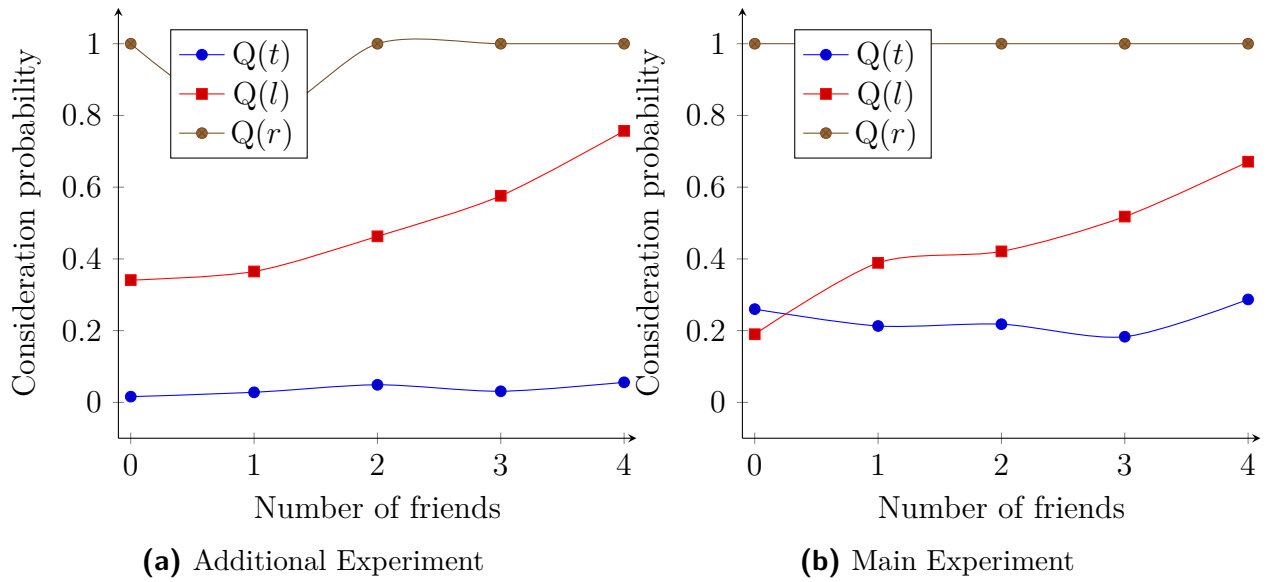 Consideration probability
1
0.8
0.6
0.4
0.2
0
Q(t)
Q(l)
Q(r)
0 1 2 3 4
Number of friends
(a) Additional Experiment
Consideration probability
1
0.8
0.6
0.4
0.2
0
Q(t)
Q(l)
Q(r)
0 1 2 3 4
Number of friends
(b) Main Experiment